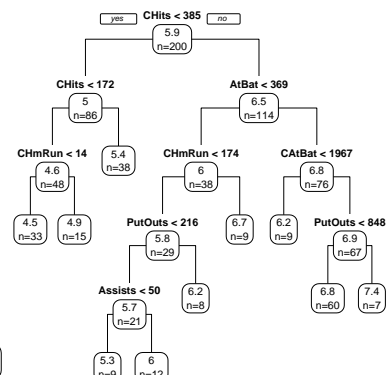 yes CHits < 385 no
5.9
n=200
CHits < 172 AtBat < 369
5 6.5
n=86 n=114
CHmRun < 14 5.4 CHmRun < 174 CAtBat < 1967
4.6 n=38 6 6.8
n=48 n=38 n=76
4.5 4.9 PutOuts < 216 6.7 6.2 PutOuts < 848
n=33 n=15 5.8 n=9 n=9 6.9
n=29 n=67
Assists < 50 6.2 6.8 7.4
5.7 n=8 n=60 n=7
n=21
5.3 6
n=9 n=12